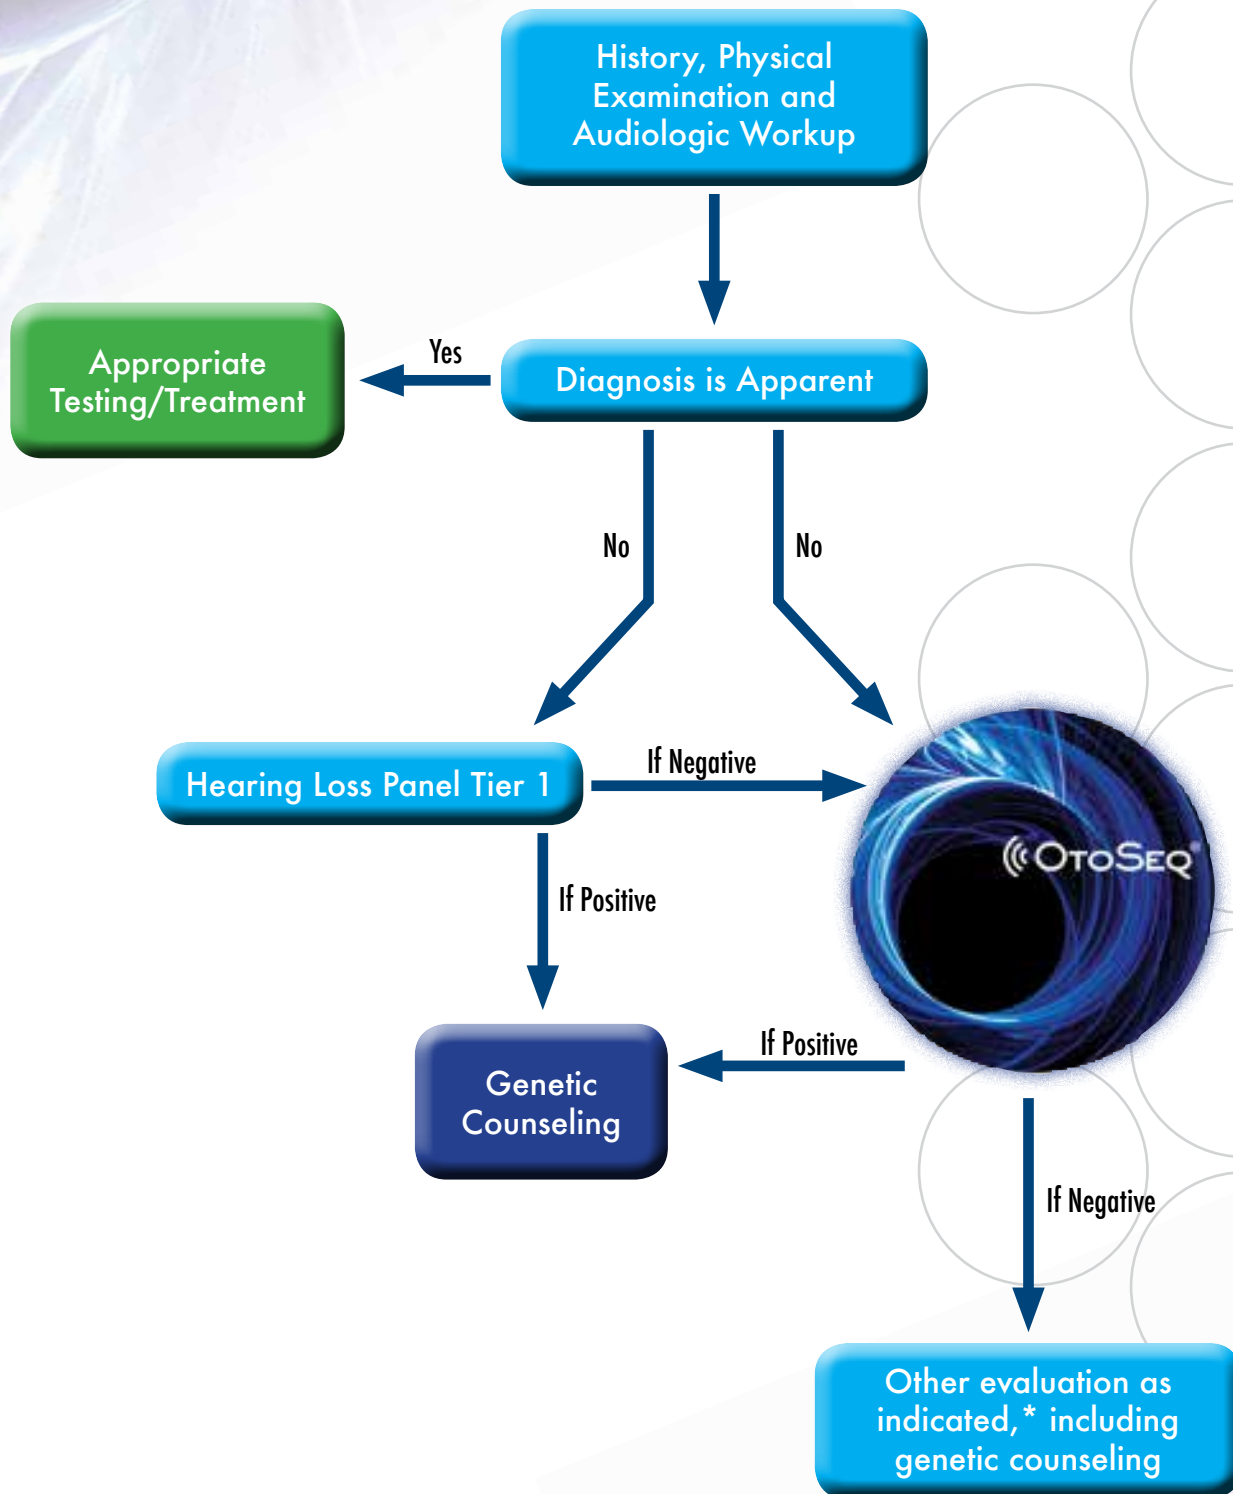 History, Physical
Examination and
Audiologic Workup
Yes
Diagnosis is Apparent
Appropriate
Testing/Treatment
No
No
Hearing Loss Panel Tier 1
If Negative
OTOSEQ®
If Positive
If Positive
Genetic
Counseling
If Negative
Other evaluation as
indicated,* including
genetic counseling